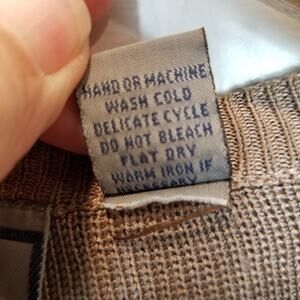 HAND OR MACHINE
WASH COLD
DELICATE CYCLE
DO NOT BLEACH
FLAT DRY
WARM IRON IF